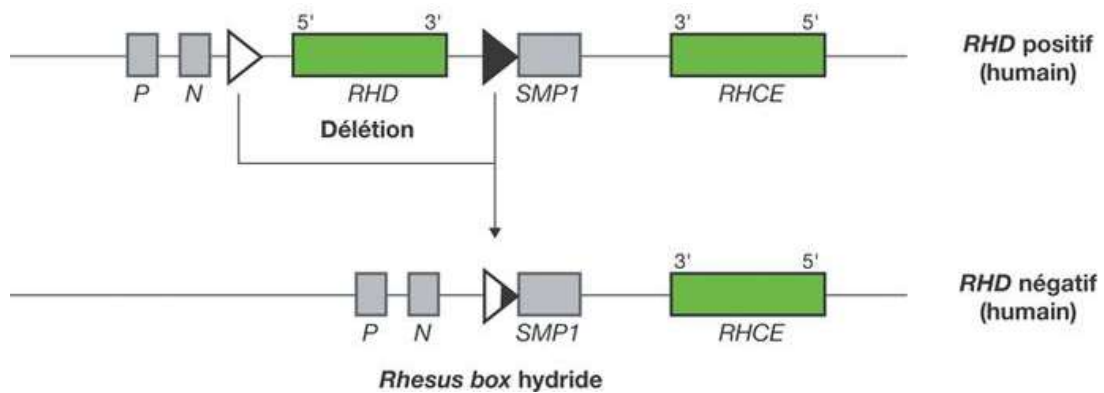 5' 3' 3' 5'
RHD positif
(humain)
P N RHD SMP1 RHCE
Délétion
3' 5'
RHD négatif
(humain)
P N SMP1 RHCE
Rhesus box hydride